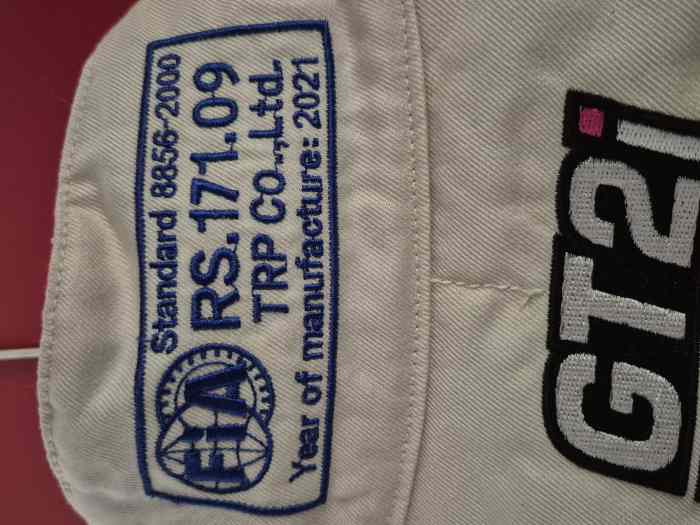 FIA
Standard 8856-2000
RS.171.09
TRP CO.,Ltd.
Year of manufacture: 2021
GT2i